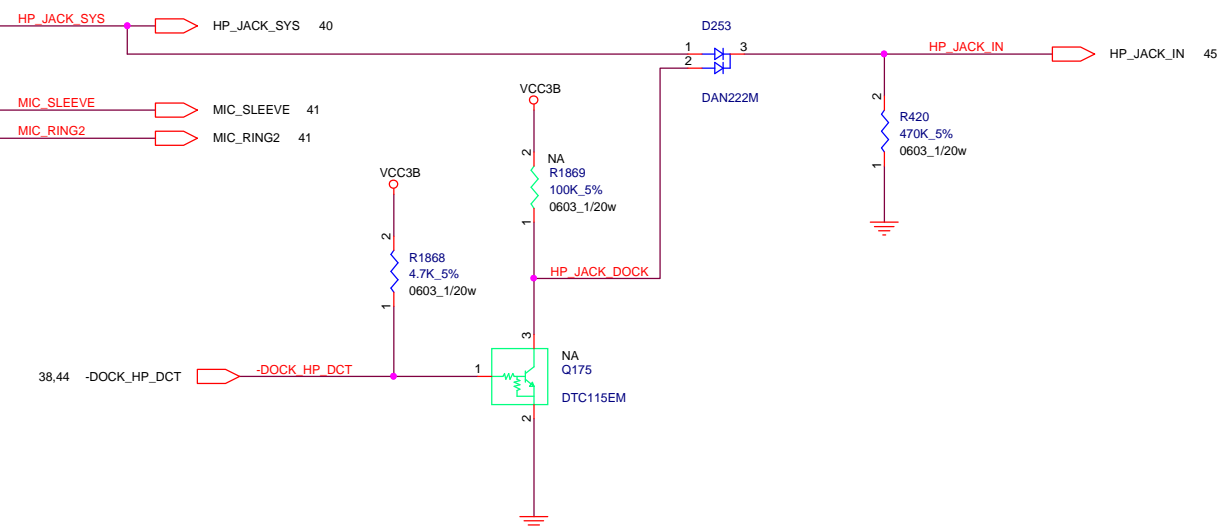 HP_JACK_SYS
HP_JACK_SYS 40
D253
1
2
3
HP_JACK_IN
HP_JACK_IN 45
DAN222M
MIC_SLEEVE
MIC_SLEEVE 41
MIC_RING2
MIC_RING2 41
VCC3B
2
NA
R1869
100K_5%
0603_1/20w
1
2
R420
470K_5%
0603_1/20w
1
VCC3B
2
R1868
4.7K_5%
0603_1/20w
1
HP_JACK_DOCK
3
NA
Q175
DTC115EM
1
2
38,44 -DOCK_HP_DCT
-DOCK_HP_DCT